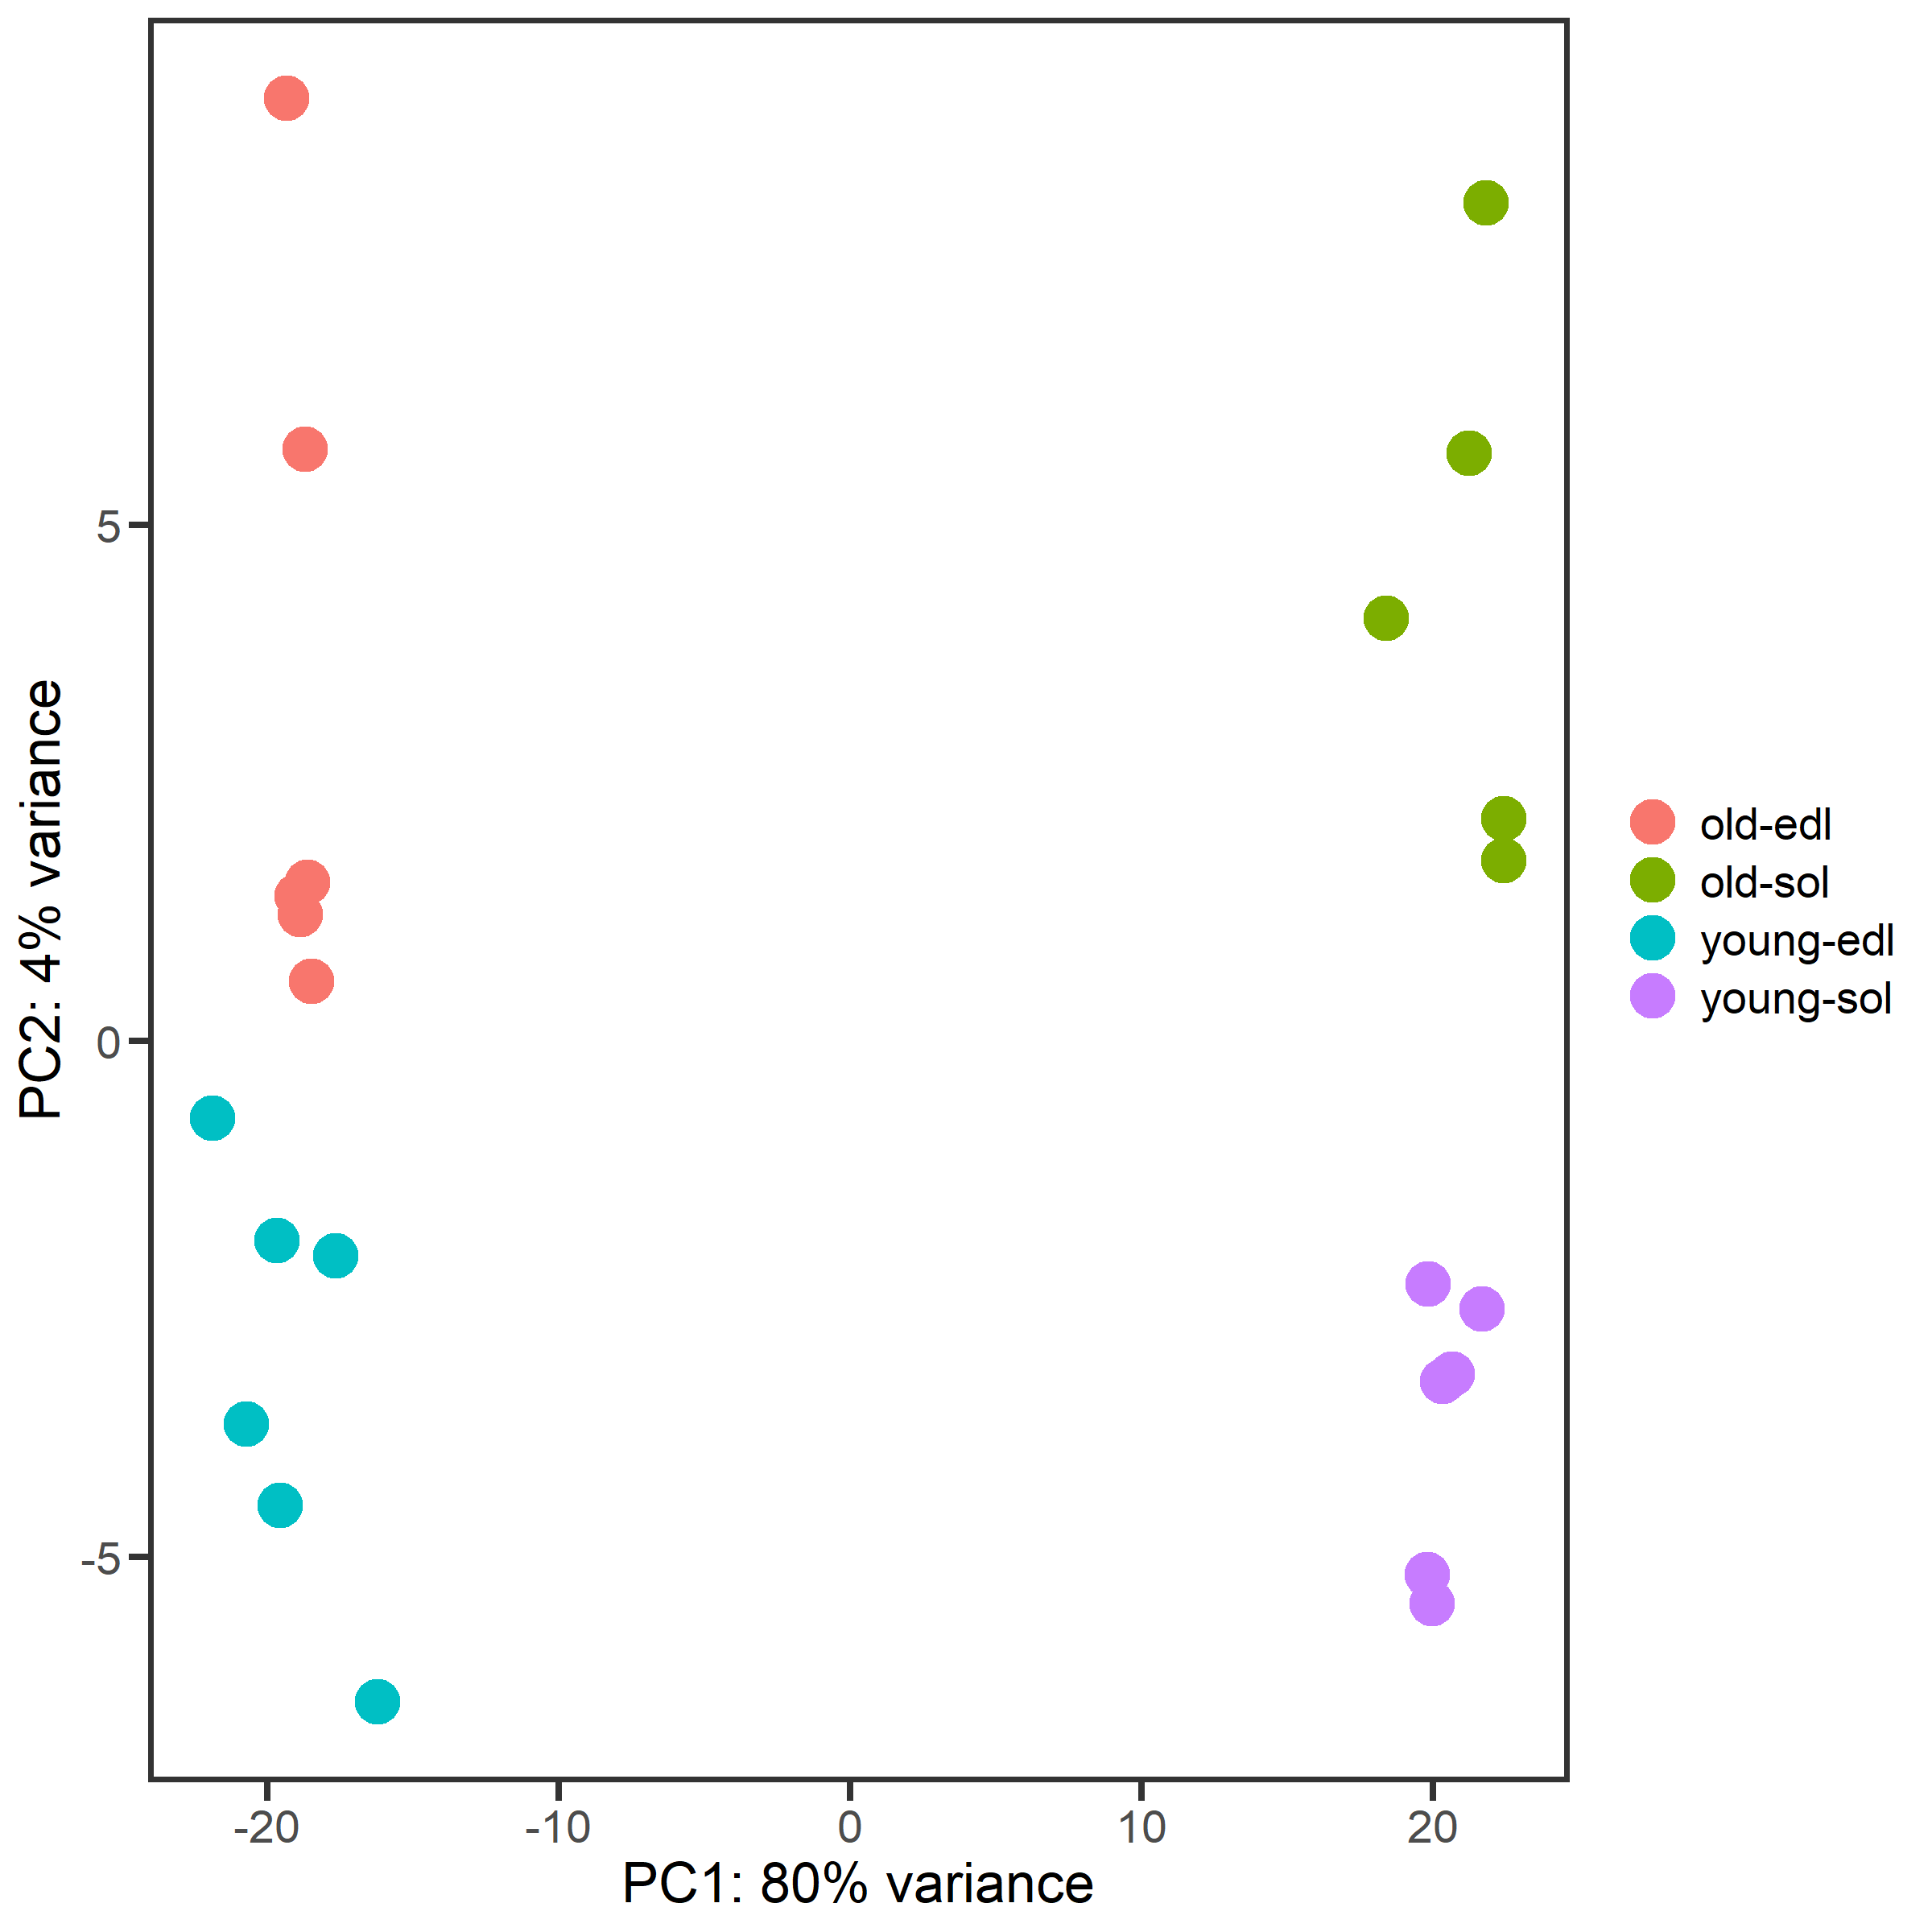 PC2: 4% variance
5
0
-5
-20
-10
0
10
20
PC1: 80% variance
old-edl
old-sol
young-edl
young-sol